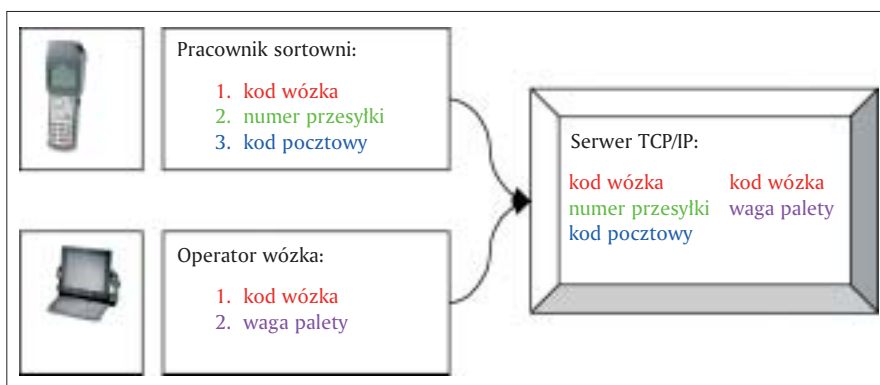 Pracownik sortowni:
1. kod wózka
2. numer przesyłki
3. kod pocztowy
Operator wózka:
1. kod wózka
2. waga palety
Serwer TCP/IP:
kod wózka kod wózka
numer przesyłki waga palety
kod pocztowy